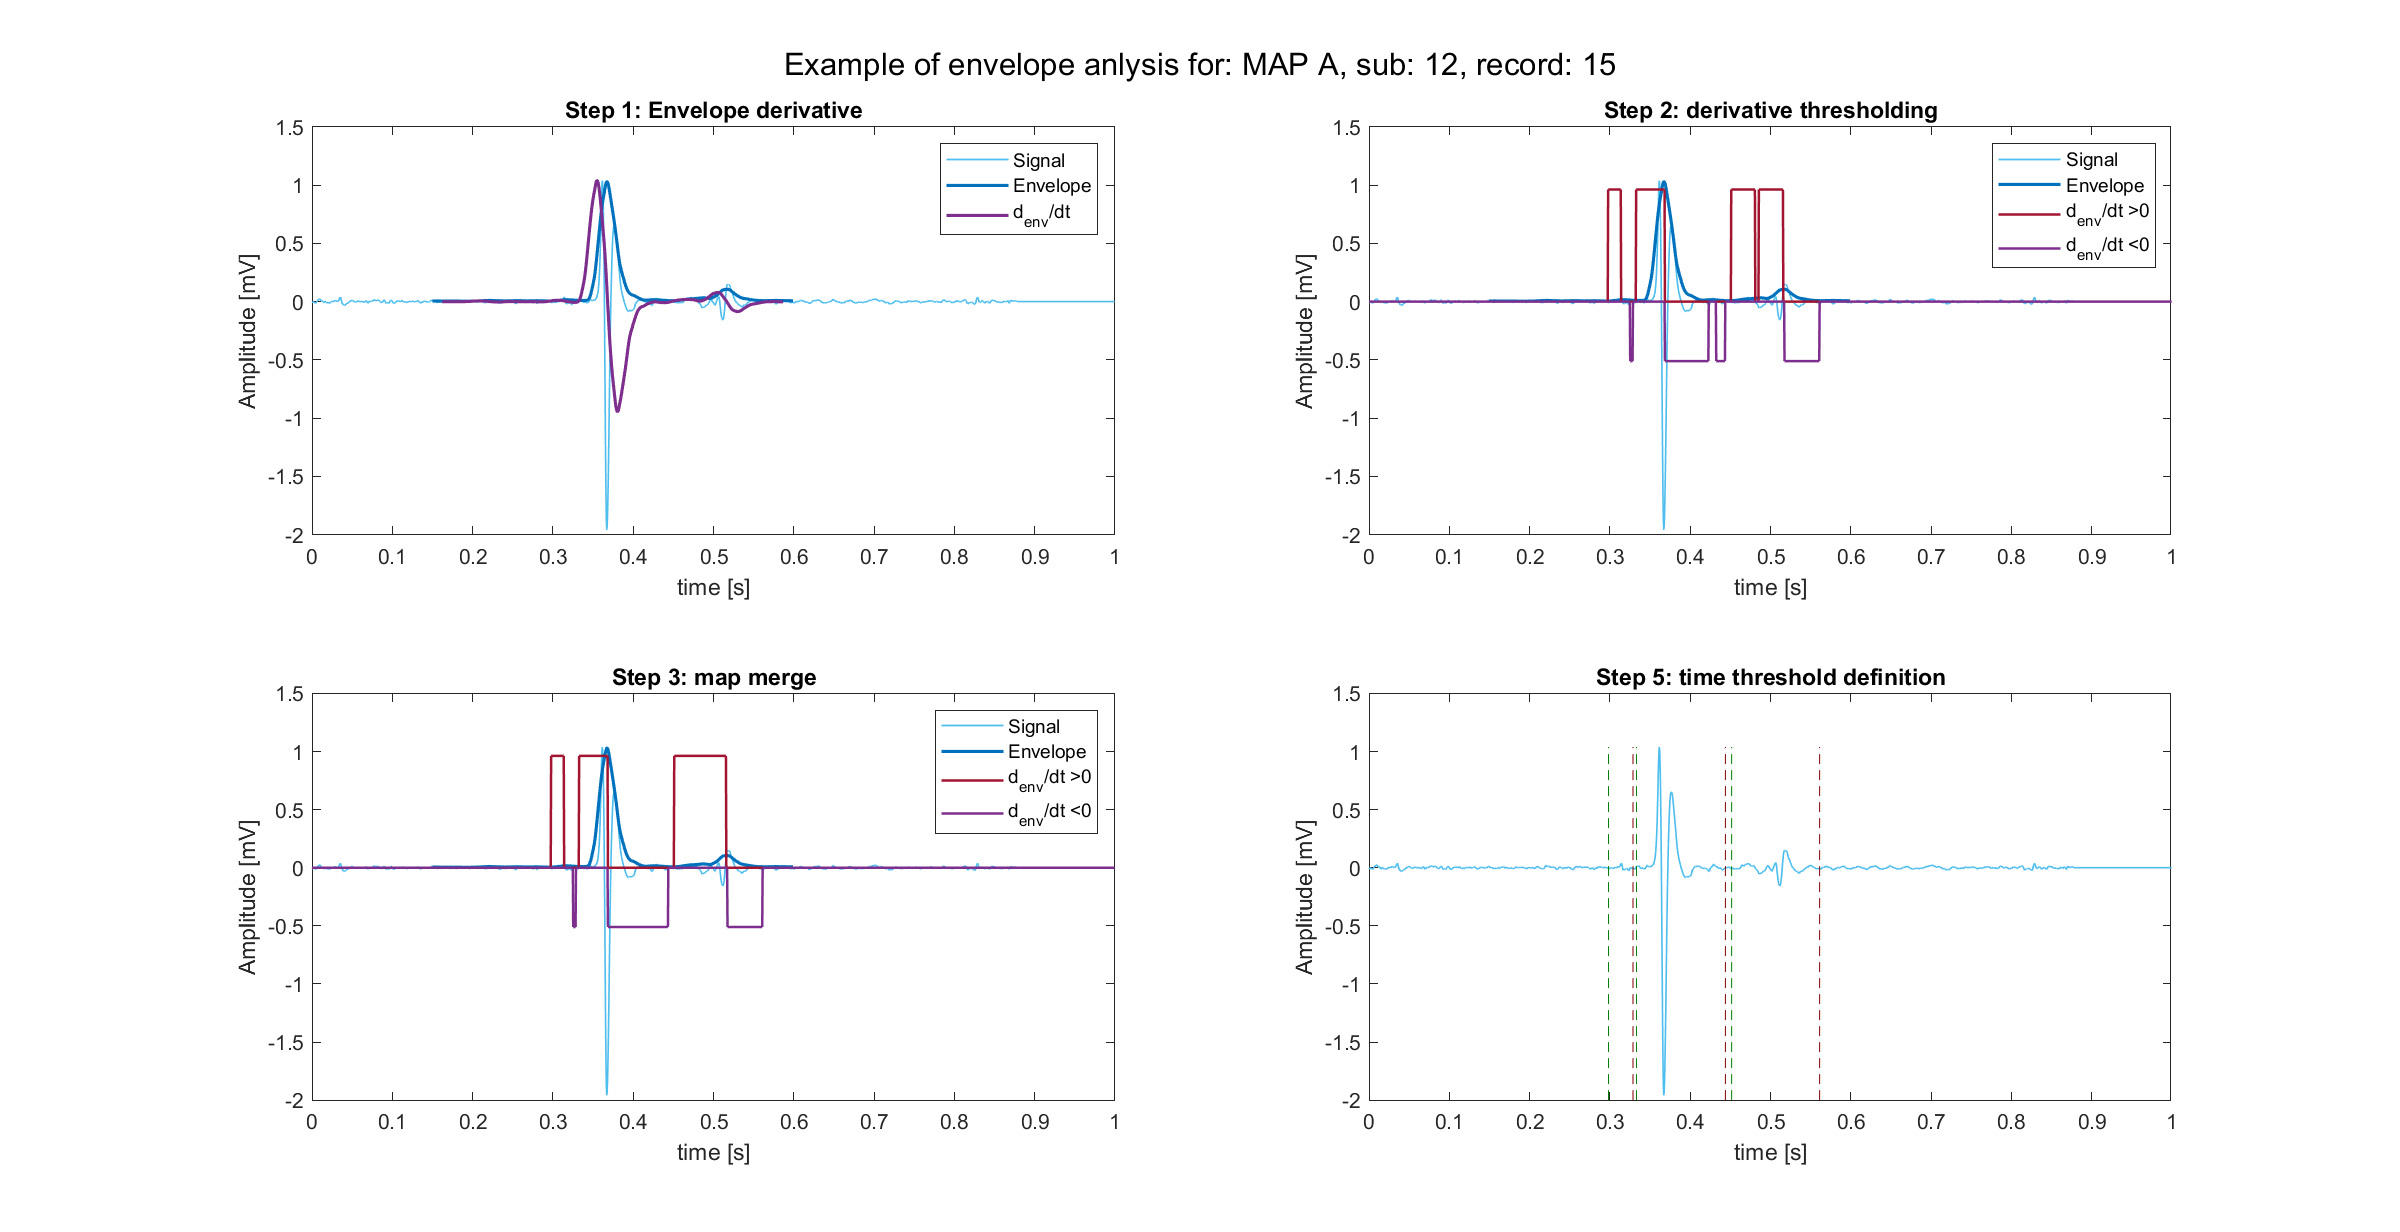 Example of envelope anlysis for: MAP A, sub: 12, record: 15
Step 1: Envelope derivative
1.5
1
0.5
0
-0.5
-1
-1.5
-2
Amplitude [mV]
0 0.1 0.2 0.3 0.4 0.5 0.6 0.7 0.8 0.9 1
time [s]
Signal
Envelope
d_env/dt
Step 2: derivative thresholding
1.5
1
0.5
0
-0.5
-1
-1.5
-2
Amplitude [mV]
0 0.1 0.2 0.3 0.4 0.5 0.6 0.7 0.8 0.9 1
time [s]
Signal
Envelope
d_env/dt >0
d_env/dt <0
Step 3: map merge
1.5
1
0.5
0
-0.5
-1
-1.5
-2
Amplitude [mV]
0 0.1 0.2 0.3 0.4 0.5 0.6 0.7 0.8 0.9 1
time [s]
Signal
Envelope
d_env/dt >0
d_env/dt <0
Step 5: time threshold definition
1.5
1
0.5
0
-0.5
-1
-1.5
-2
Amplitude [mV]
0 0.1 0.2 0.3 0.4 0.5 0.6 0.7 0.8 0.9 1
time [s]